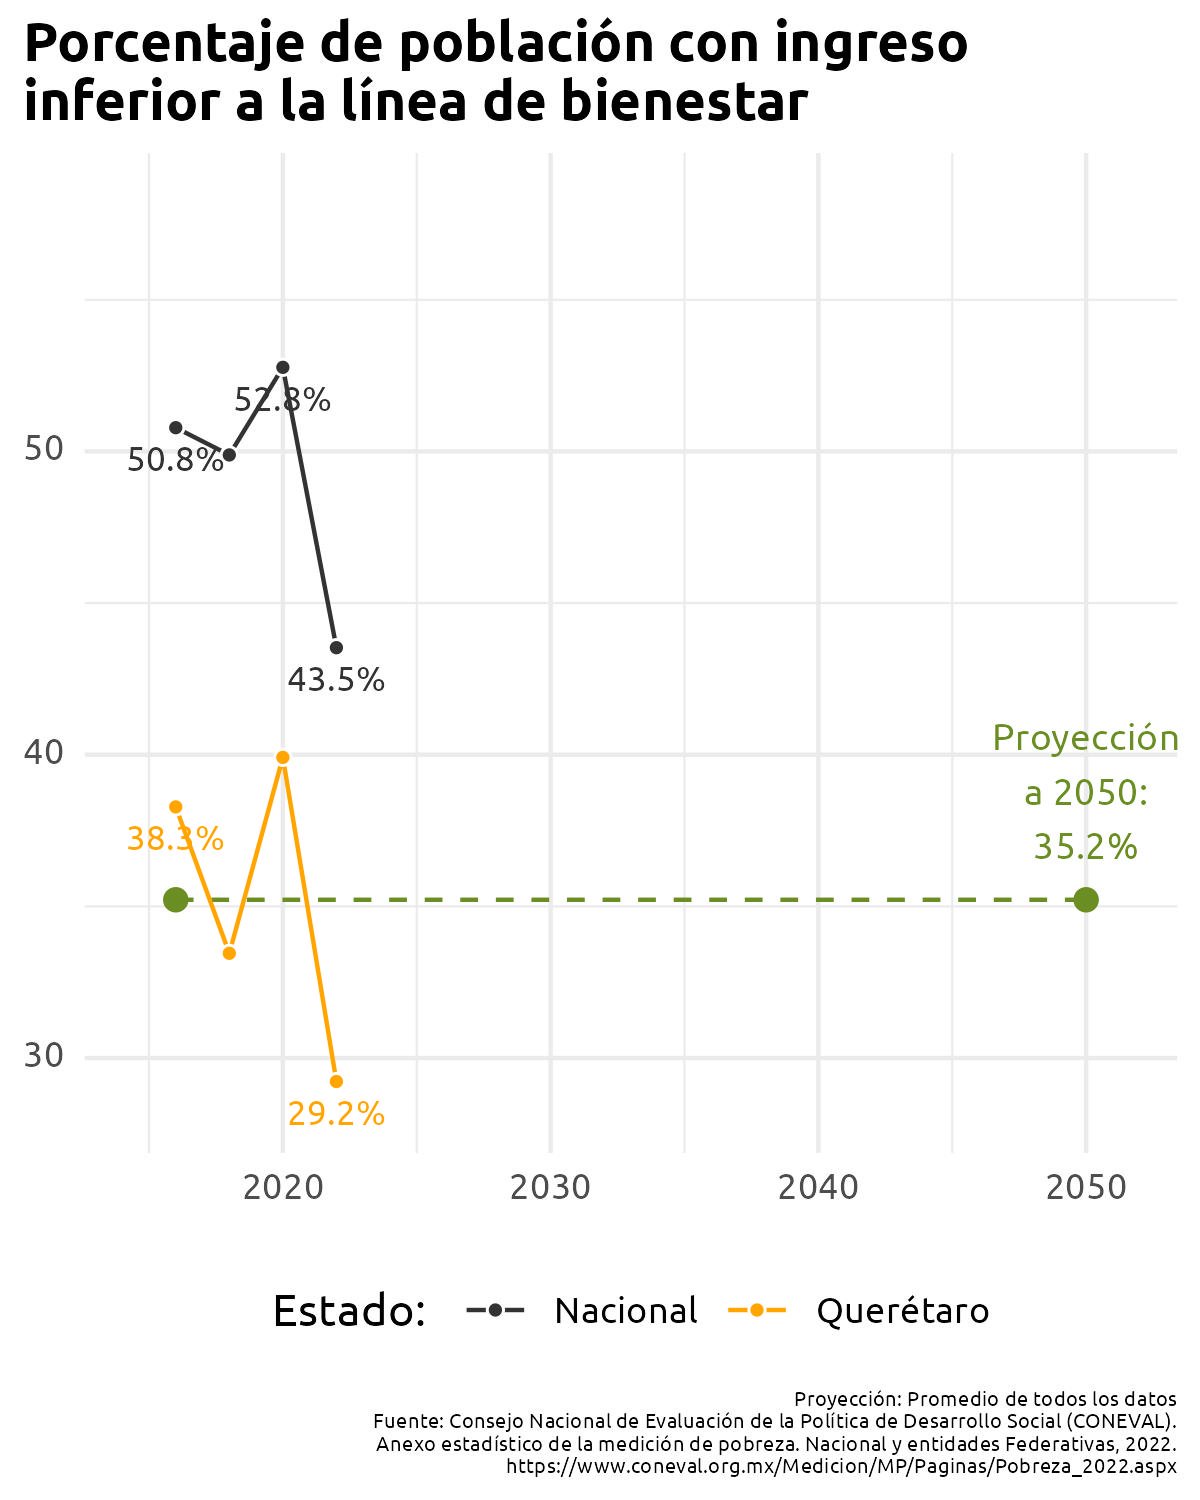 Porcentaje de población con ingreso
inferior a la línea de bienestar
52.8%
50
50.8%
43.5%
40
Proyección
a 2050:
35.2%
38.3%
30
29.2%
2020
2030
2040
2050
Estado:
Nacional
Querétaro
Proyección: Promedio de todos los datos
Fuente: Consejo Nacional de Evaluación de la Política de Desarrollo Social (CONEVAL).
Anexo estadístico de la medición de pobreza. Nacional y entidades Federativas, 2022.
https://www.coneval.org.mx/Medicion/MP/Paginas/Pobreza_2022.aspx